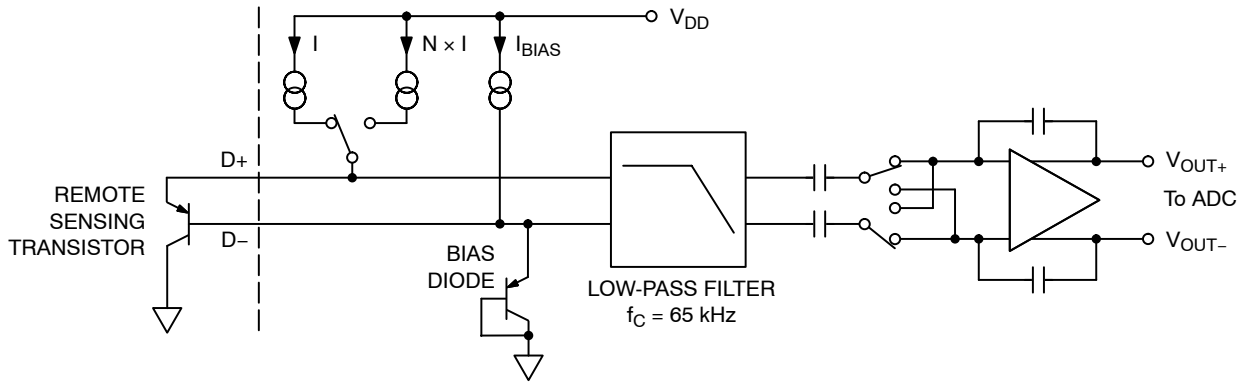 V_DD
I
N × I
I_BIAS
D+
REMOTE
SENSING
TRANSISTOR
D−
BIAS
DIODE
LOW-PASS FILTER
f_C = 65 kHz
V_OUT+
To ADC
V_OUT−